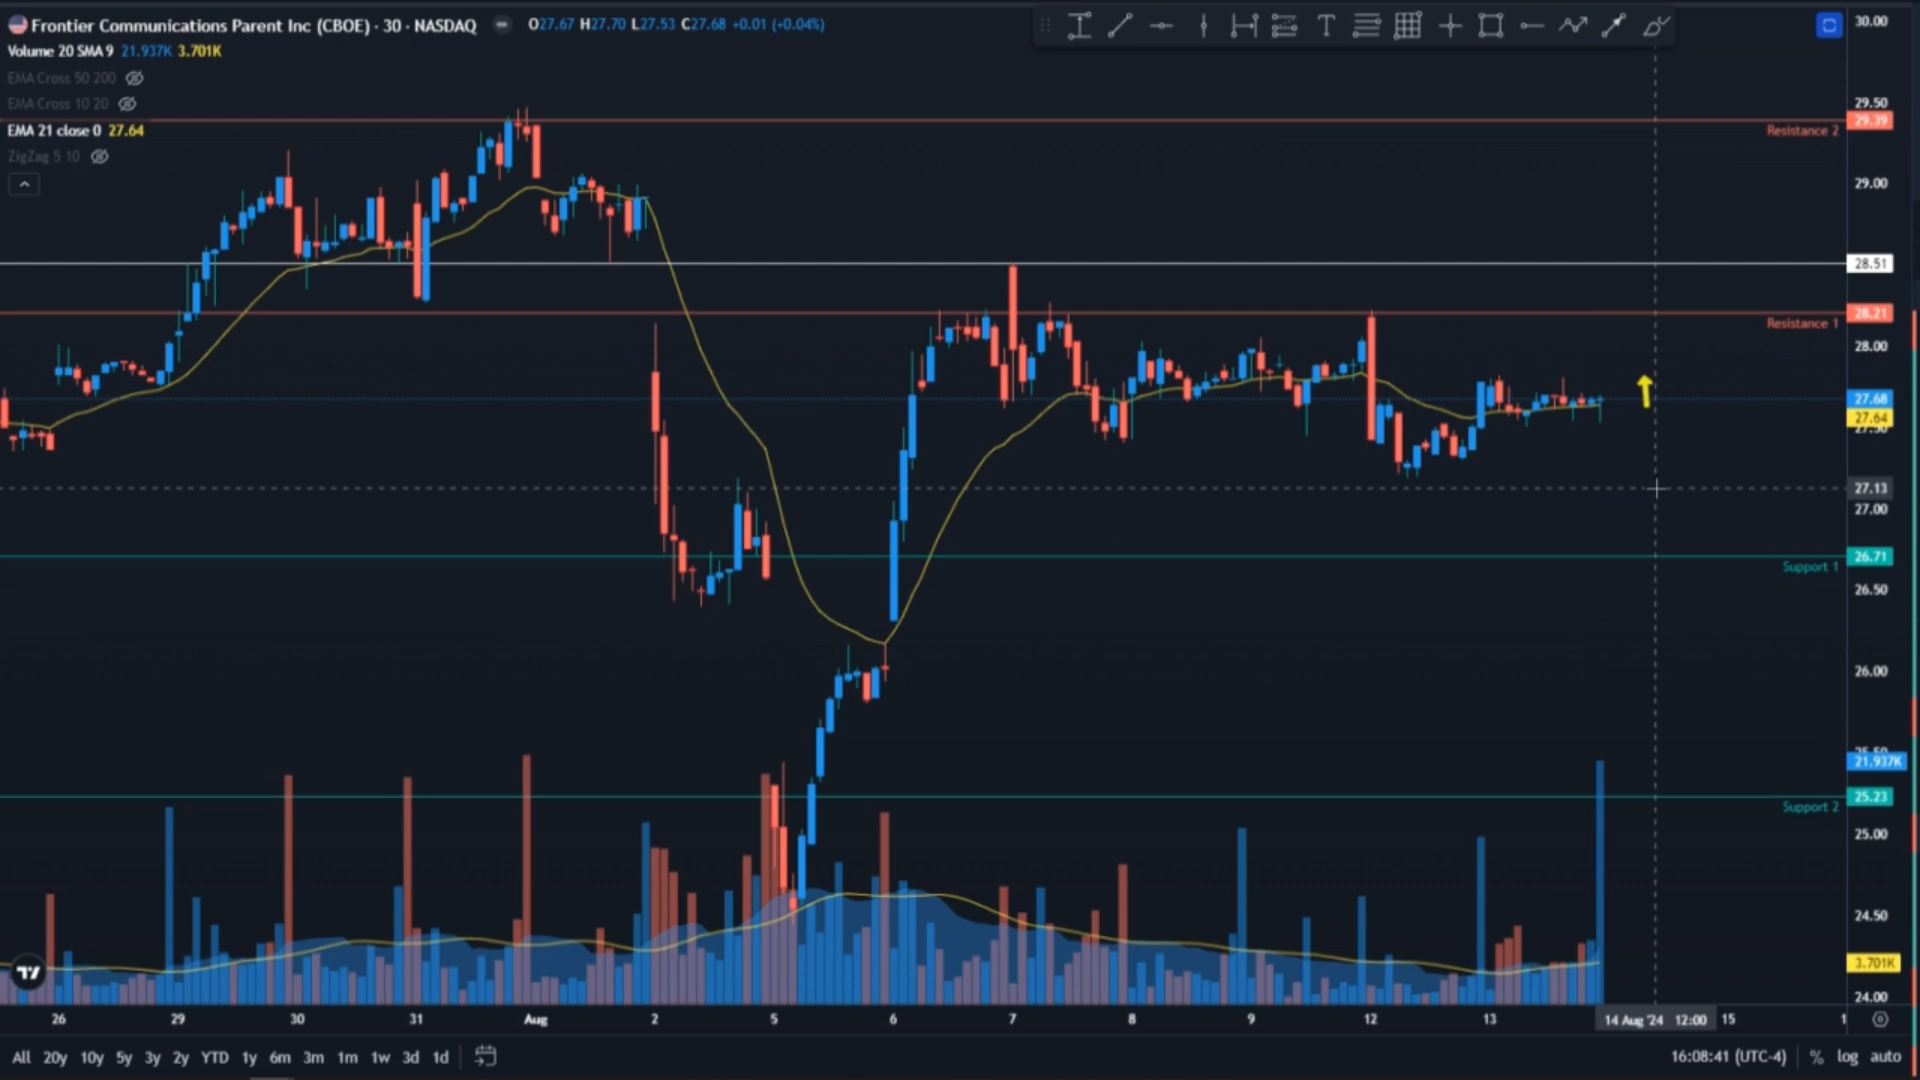 Frontier Communications Parent Inc (CBOE) · 30 · NASDAQ O27.67 H27.70 L27.53 C27.68 +0.01 (+0.04%)
Volume 20 SMA 9 21.937K 3.701K
EMA Cross 50 200
EMA Cross 10 20
EMA 21 close 0 27.64
ZigZag 5 10
30.00
29.50
29.39
Resistance 2
29.00
28.51
28.21
Resistance 1
28.00
27.68
27.64
27.50
27.13
27.00
26.71
Support 1
26.50
26.00
25.50
21.937K
25.23
Support 2
25.00
24.50
3.701K
24.00
26 29 30 31 Aug 2 5 6 7 8 9 12 13 14 Aug '24 12:00 15 1
All 20y 10y 5y 3y 2y YTD 1y 6m 3m 1m 1w 3d 1d 16:08:41 (UTC-4) % log auto